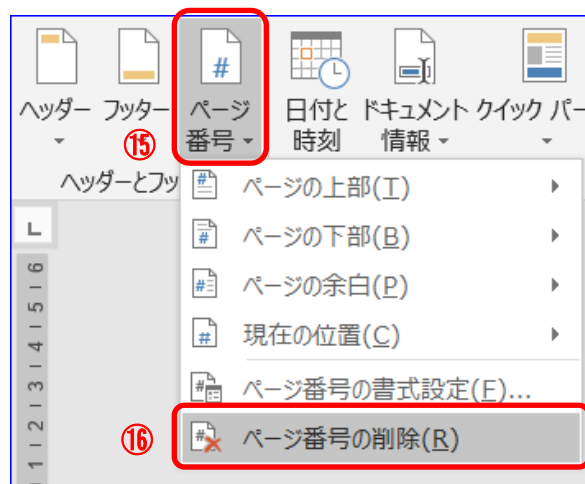 ヘッダー フッター ページ 日付と ドキュメント クイック パー
⑮ 番号 時刻 情報
ヘッダーとフッ
ページの上部(T)
ページの下部(B)
ページの余白(P)
現在の位置(C)
ページ番号の書式設定(F)...
⑯ ページ番号の削除(R)
L
6
5
4
3
2
1